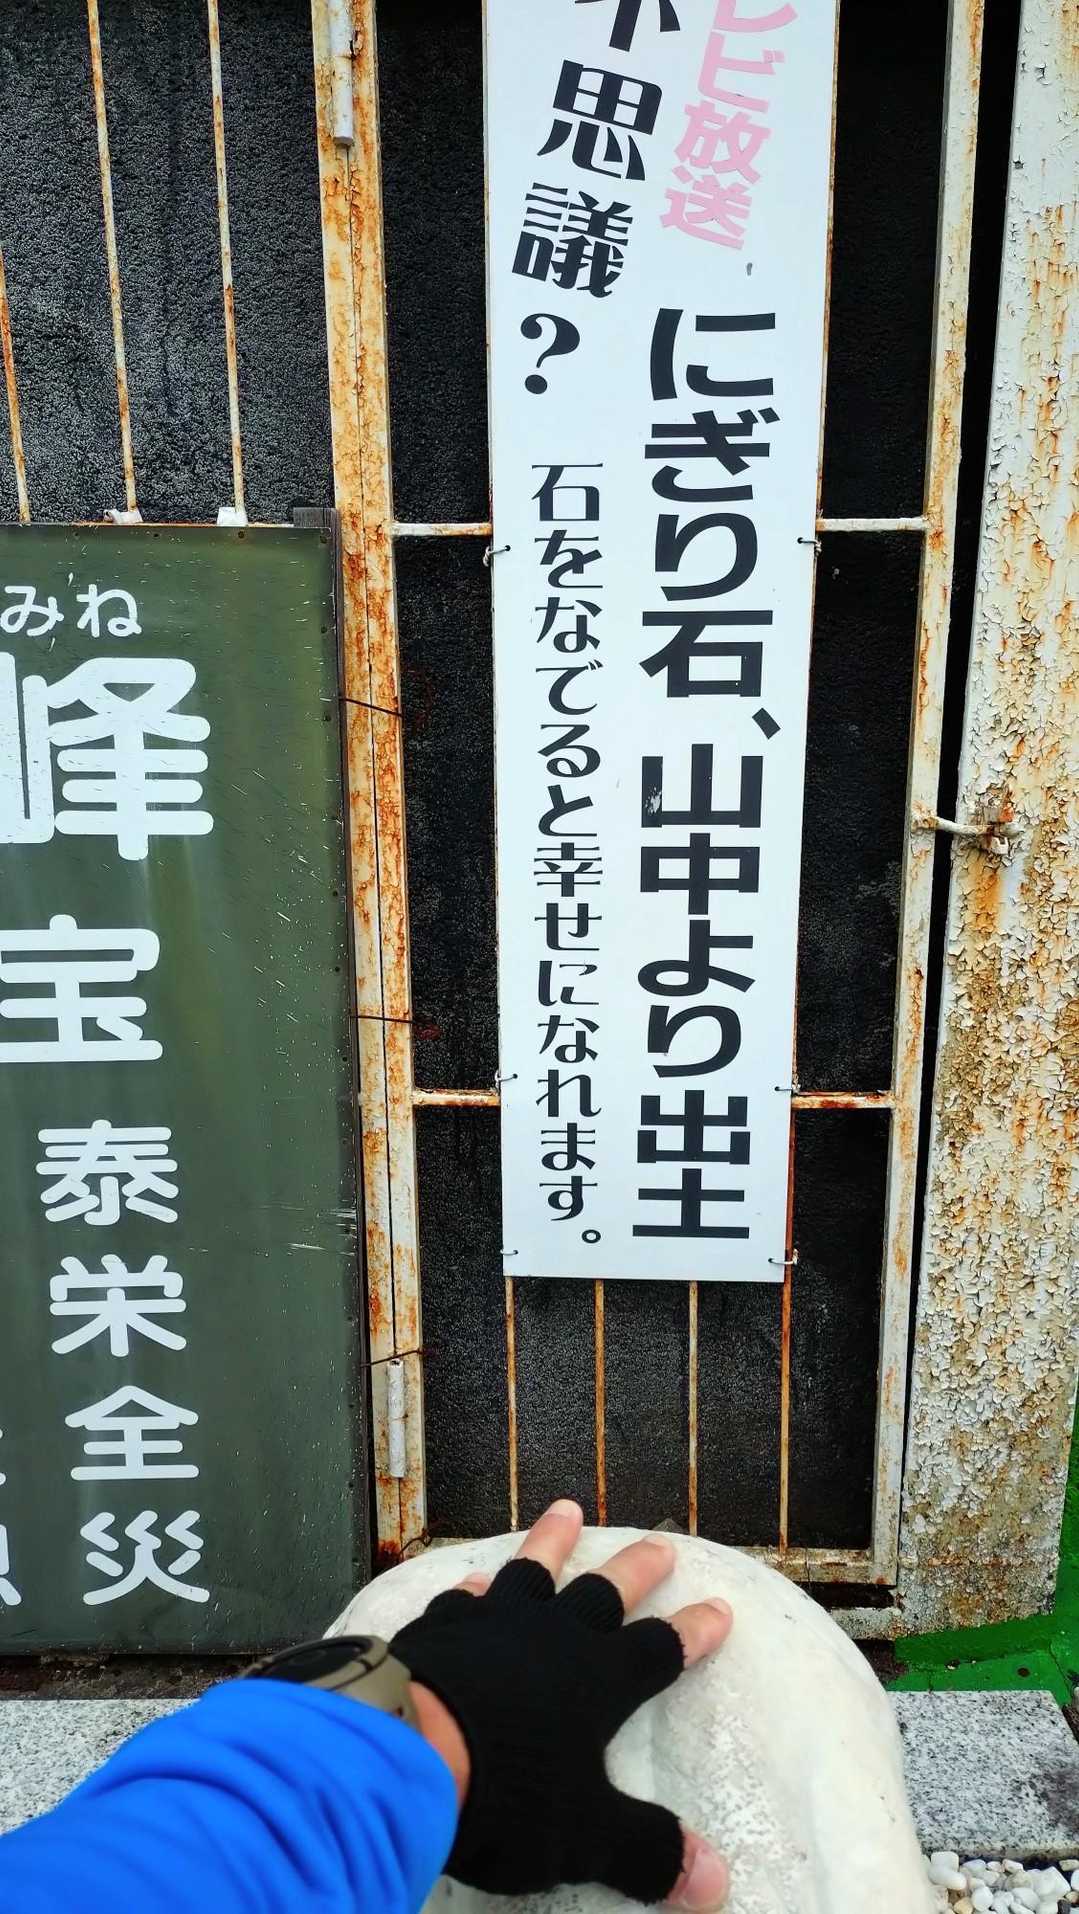 レビ放送
不思議？
にぎり石、山中より出土
石をなでると幸せになれます。
みね
峰
宝
泰栄全災